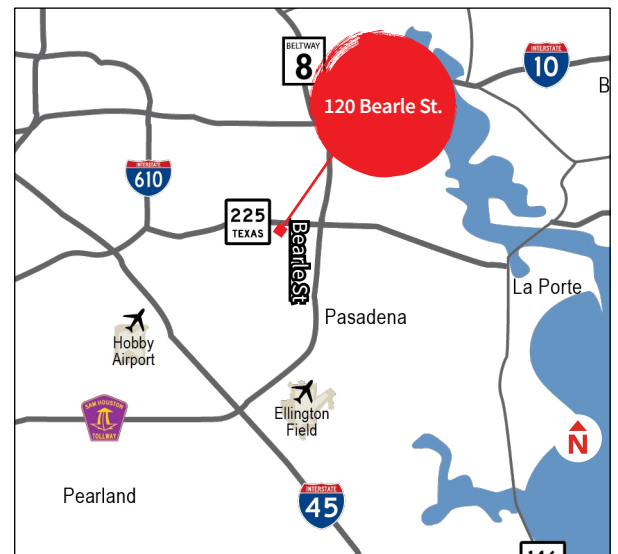 BELTWAY
8
INTERSTATE
10
B
120 Bearle St.
INTERSTATE
610
225
TEXAS
Bearle St
La Porte
Pasadena
Hobby
Airport
Ellington
Field
SAM HOUSTON
TOLLWAY
N
Pearland
INTERSTATE
45
146